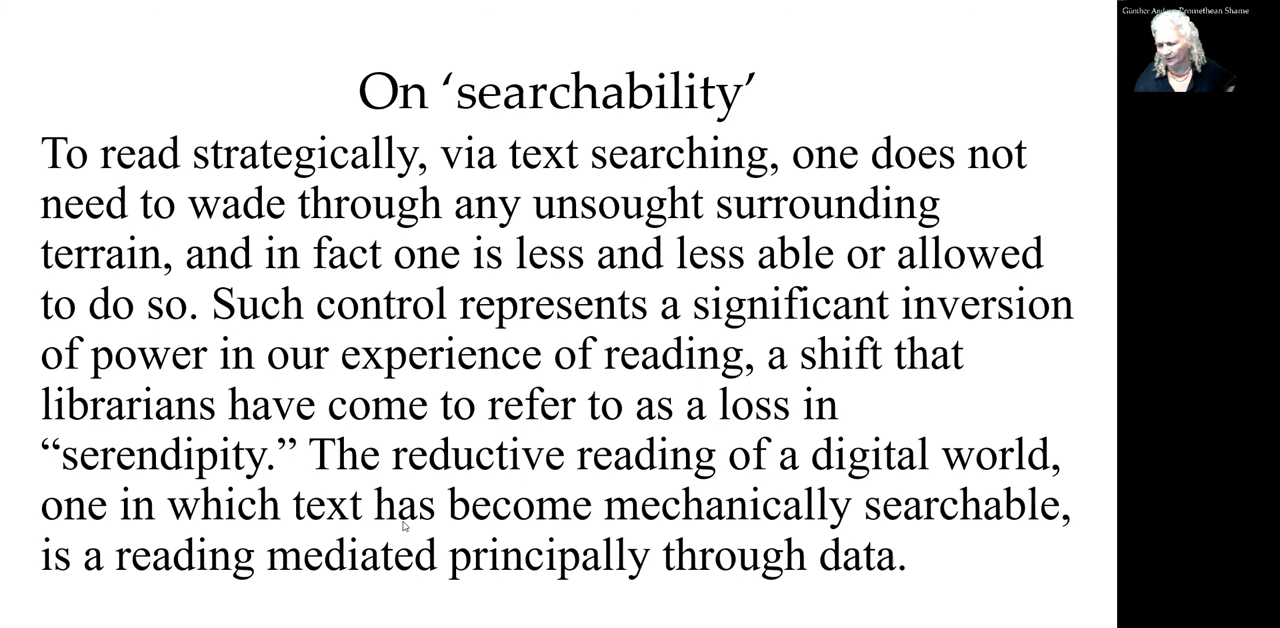 On ‘searchability’
To read strategically, via text searching, one does not
need to wade through any unsought surrounding
terrain, and in fact one is less and less able or allowed
to do so. Such control represents a significant inversion
of power in our experience of reading, a shift that
librarians have come to refer to as a loss in
“serendipity.” The reductive reading of a digital world,
one in which text has become mechanically searchable,
is a reading mediated principally through data.
Günther Promethean Shame